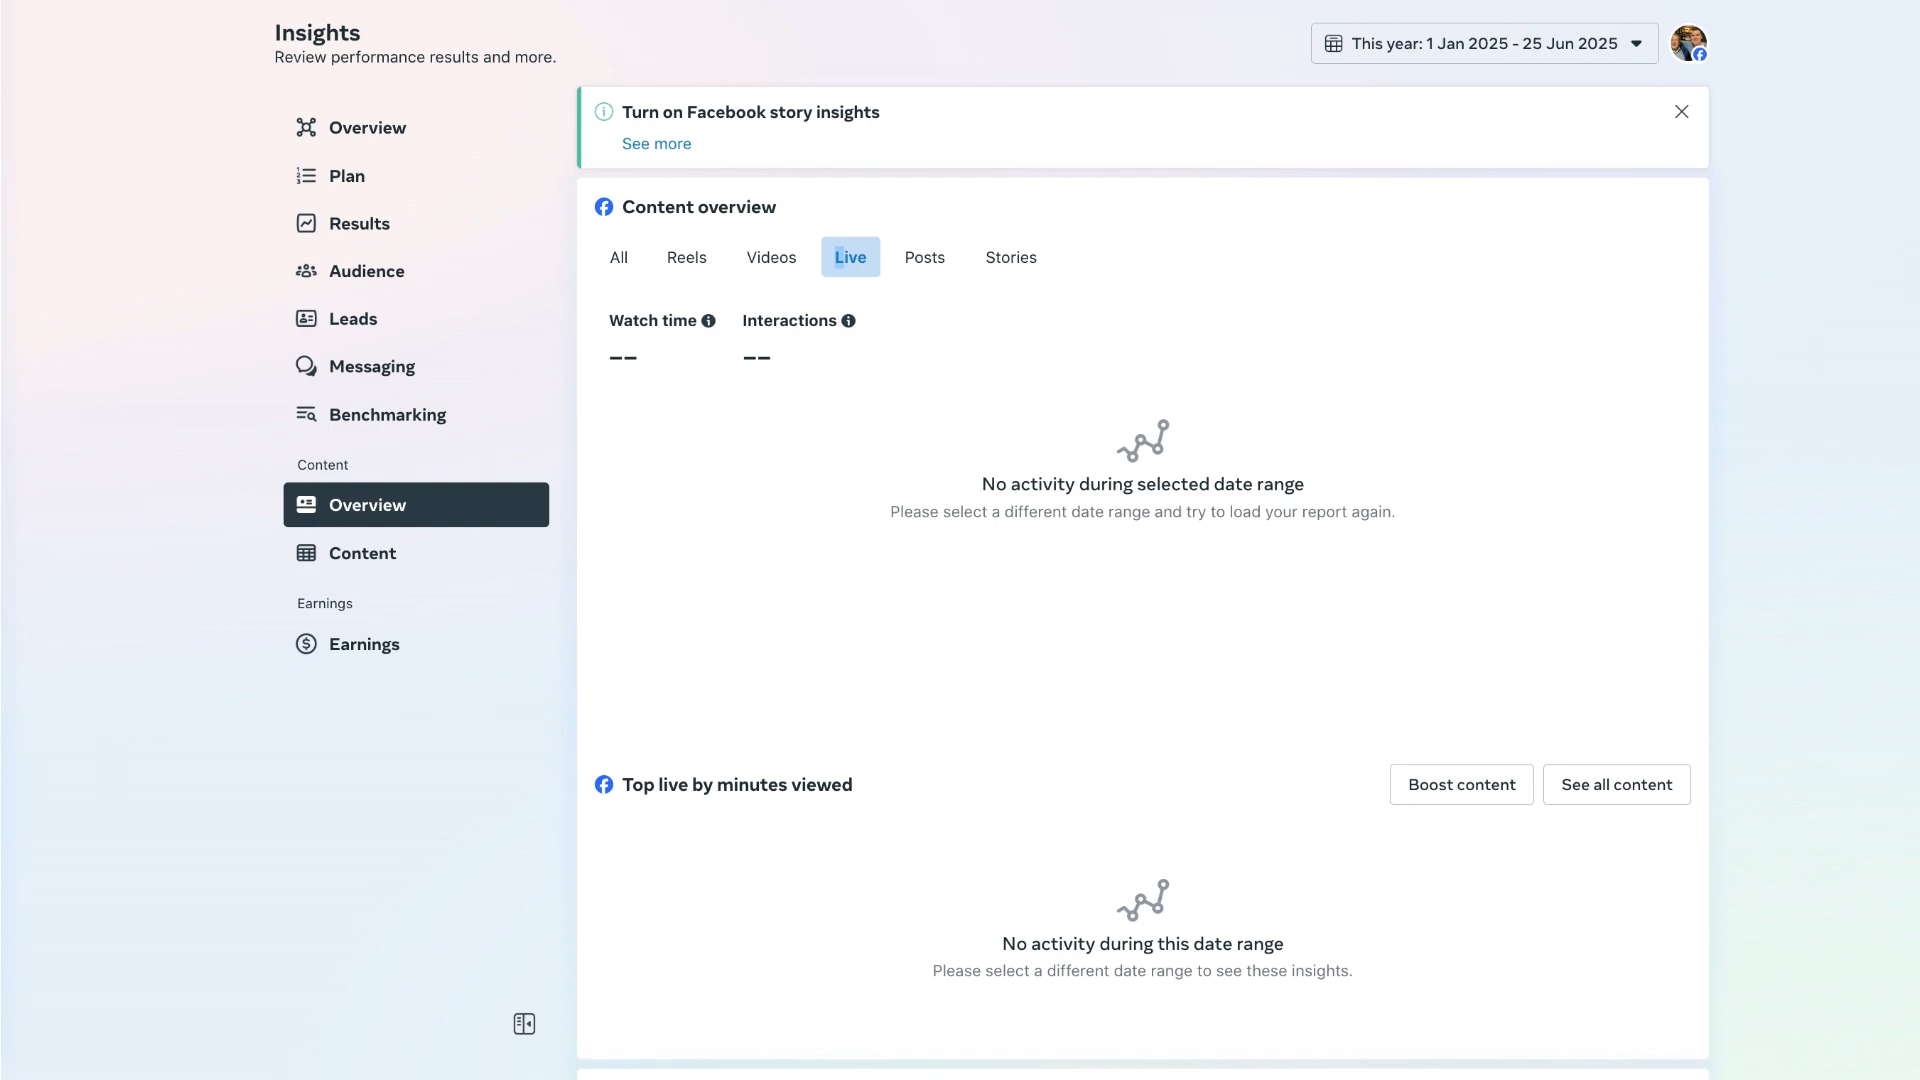 Insights
Review performance results and more.
This year: 1 Jan 2025 - 25 Jun 2025
Overview
Plan
Results
Audience
Leads
Messaging
Benchmarking
Content
Overview
Content
Earnings
Earnings
Turn on Facebook story insights
See more
Content overview
All Reels Videos Live Posts Stories
Watch time Interactions
-- --
No activity during selected date range
Please select a different date range and try to load your report again.
Top live by minutes viewed
Boost content See all content
No activity during this date range
Please select a different date range to see these insights.